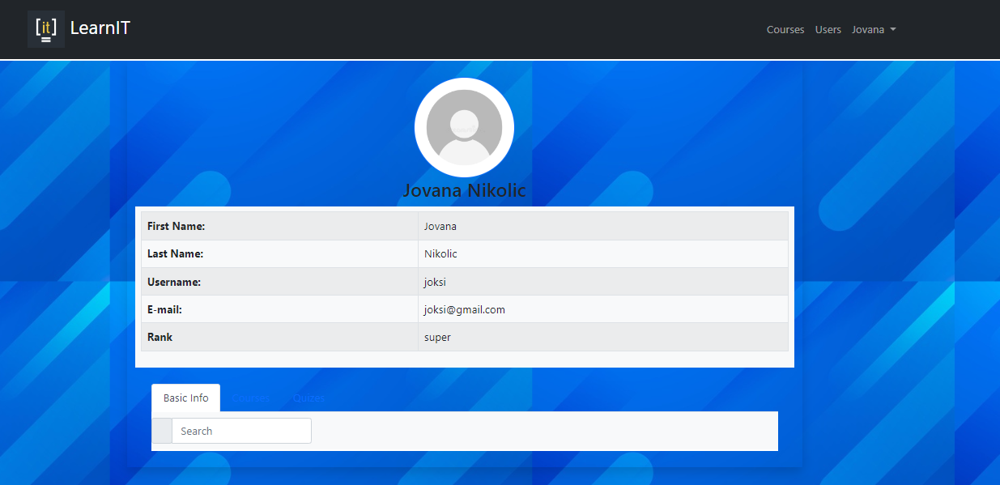 [it] LearnIT Courses Users Jovana
Jovana Nikolic
First Name: Jovana
Last Name: Nikolic
Username: joksi
E-mail: joksi@gmail.com
Rank super
Basic Info Courses Quizes
Search